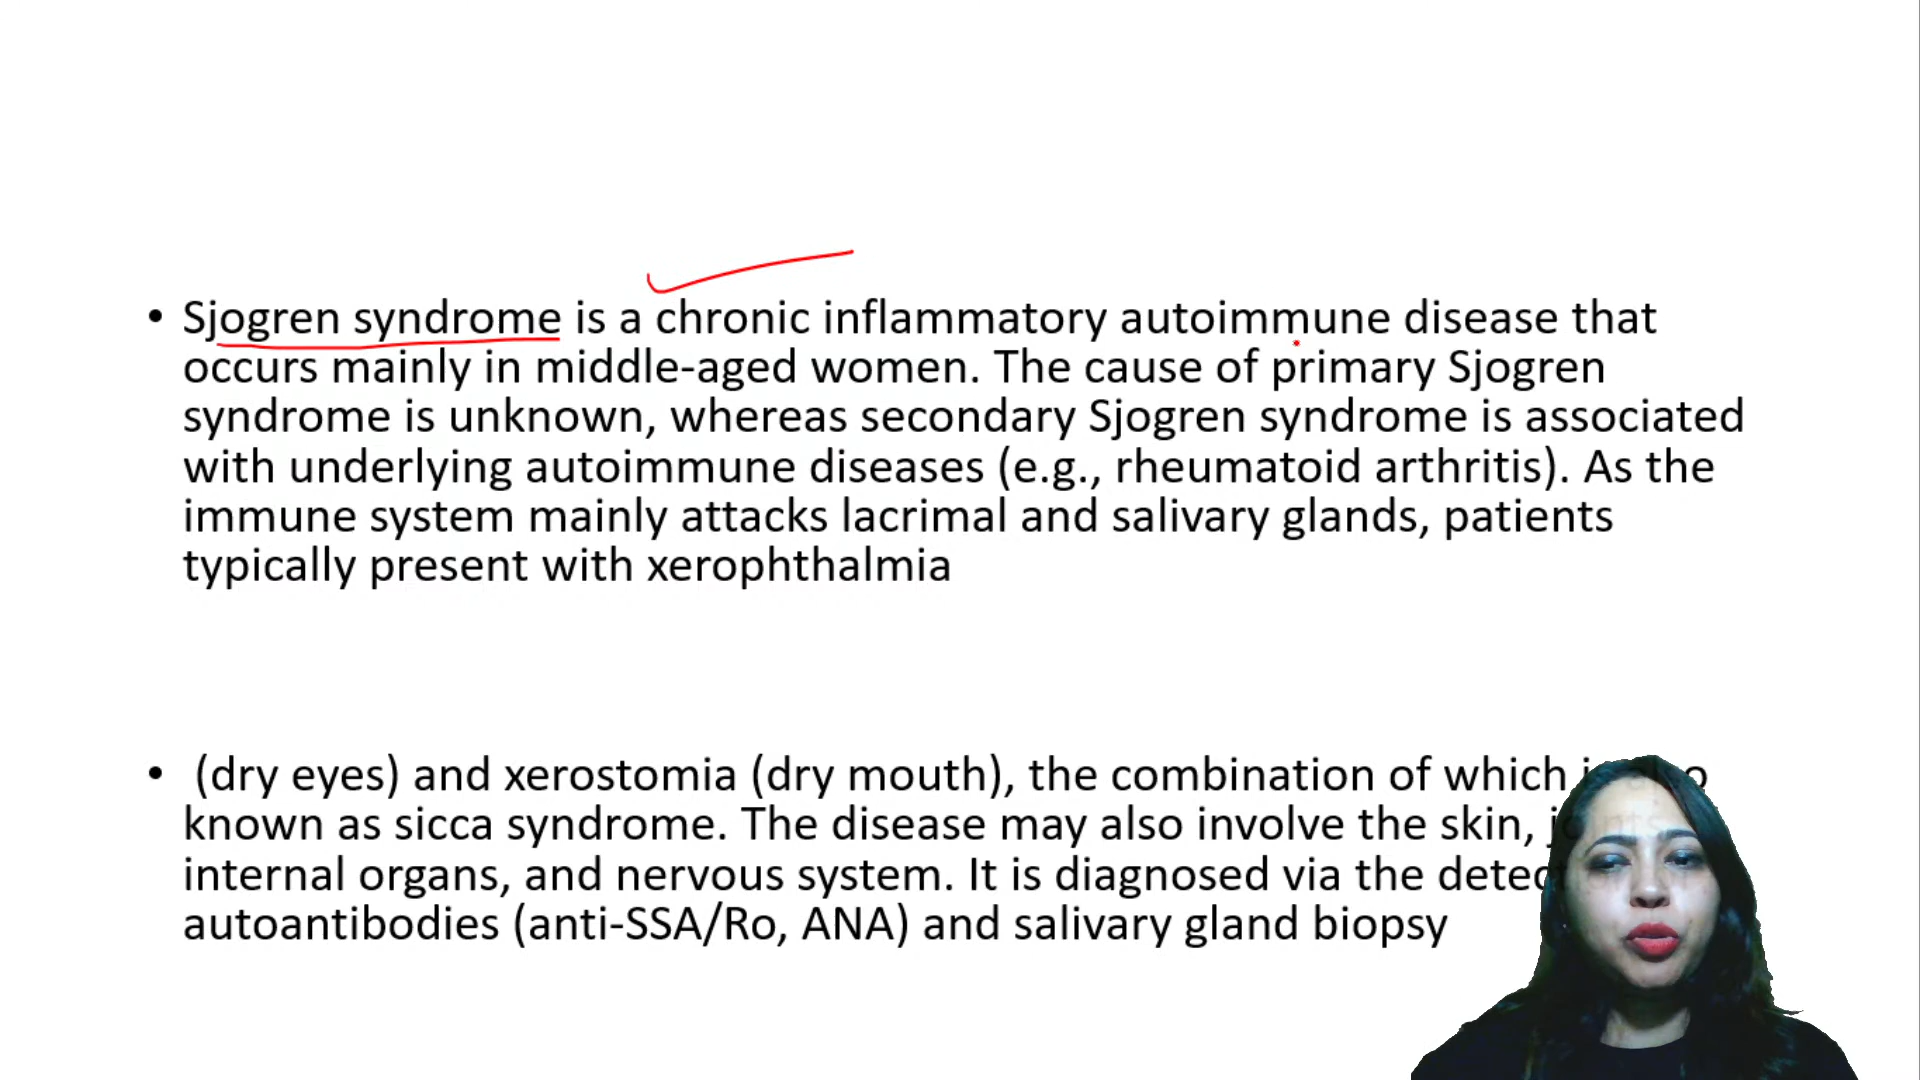 • Sjogren syndrome is a chronic inflammatory autoimmune disease that
occurs mainly in middle-aged women. The cause of primary Sjogren
syndrome is unknown, whereas secondary Sjogren syndrome is associated
with underlying autoimmune diseases (e.g., rheumatoid arthritis). As the
immune system mainly attacks lacrimal and salivary glands, patients
typically present with xerophthalmia
• (dry eyes) and xerostomia (dry mouth), the combination of which
known as sicca syndrome. The disease may also involve the skin,
internal organs, and nervous system. It is diagnosed via the
autoantibodies (anti-SSA/Ro, ANA) and salivary gland biopsy